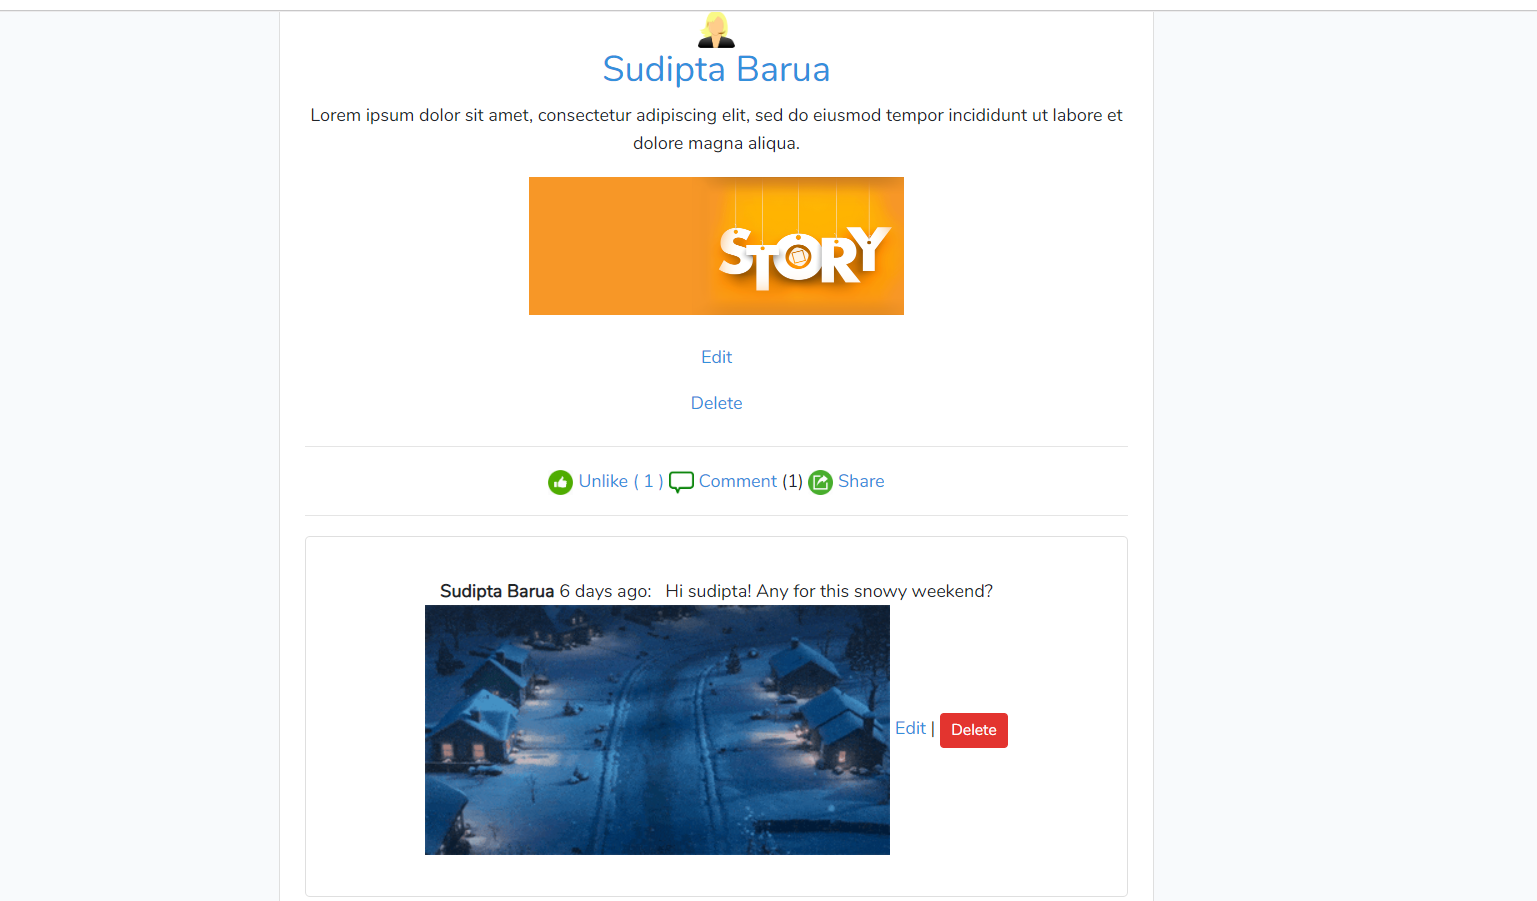 Sudipta Barua
Lorem ipsum dolor sit amet, consectetur adipiscing elit, sed do eiusmod tempor incididunt ut labore et
dolore magna aliqua.
STORY
Edit
Delete
Unlike ( 1 ) Comment (1) Share
Sudipta Barua 6 days ago: Hi sudipta! Any for this snowy weekend?
Edit | Delete